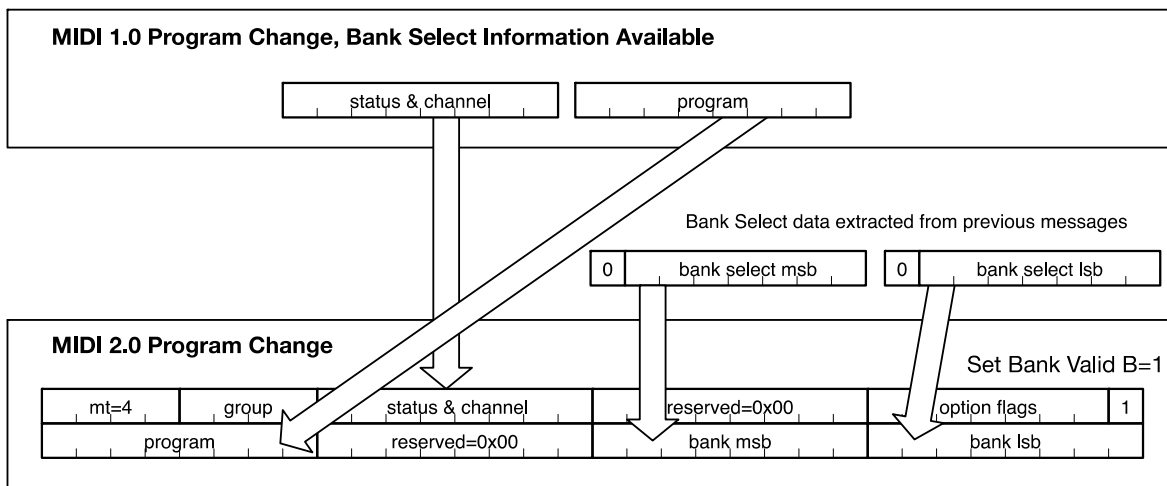 MIDI 1.0 Program Change, Bank Select Information Available
status & channel program
Bank Select data extracted from previous messages
0 bank select msb 0 bank select lsb
MIDI 2.0 Program Change
Set Bank Valid B=1
mt=4 group status & channel reserved=0x00 option flags 1
program reserved=0x00 bank msb bank lsb